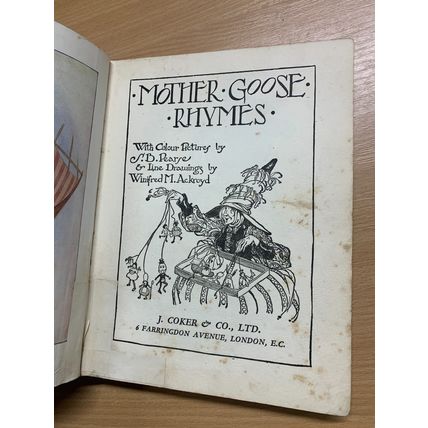 · MOTHER · GOOSE ·
· RHYMES ·
With Colour Pictures by
S. B. Pearse
& Line Drawings by
Winifred M. Ackroyd
J. COKER & CO., LTD.
6 FARRINGDON AVENUE, LONDON, E.C.